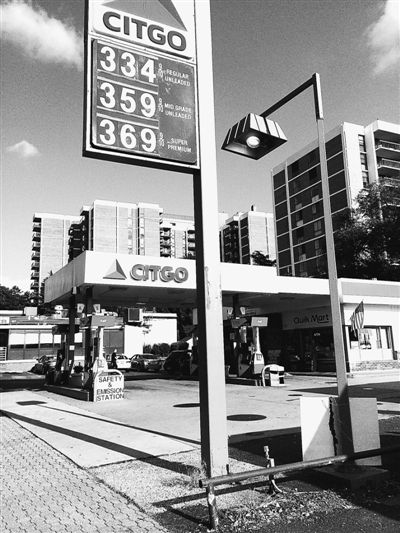 CITGO
334 9/10 REGULAR
UNLEADED
359 9/10 MID GRADE
UNLEADED
369 9/10 SUPER
PREMIUM
CITGO
Quik Mart
SAFETY
&
EMISSION
STATION